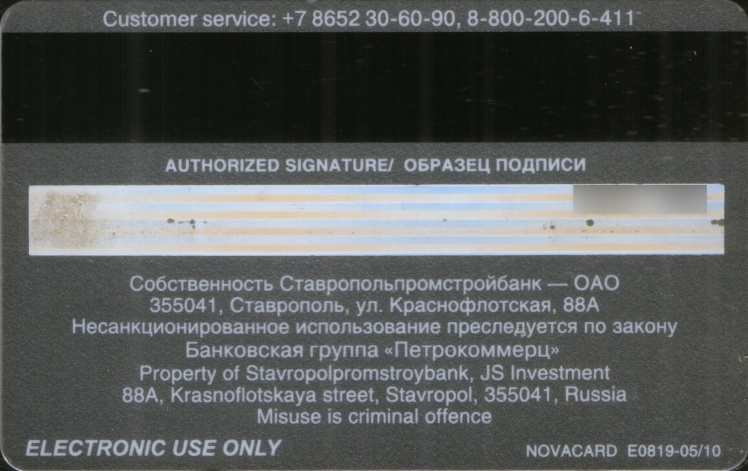 Customer service: +7 8652 30-60-90, 8-800-200-6-411
AUTHORIZED SIGNATURE/ ОБРАЗЕЦ ПОДПИСИ
Собственность Ставропольпромстройбанк — ОАО
355041, Ставрополь, ул. Краснофлотская, 88А
Несанкционированное использование преследуется по закону
Банковская группа «Петрокоммерц»
Property of Stavropolpromstroybank, JS Investment
88A, Krasnoflotskaya street, Stavropol, 355041, Russia
Misuse is criminal offence
ELECTRONIC USE ONLY
NOVACARD E0819-05/10